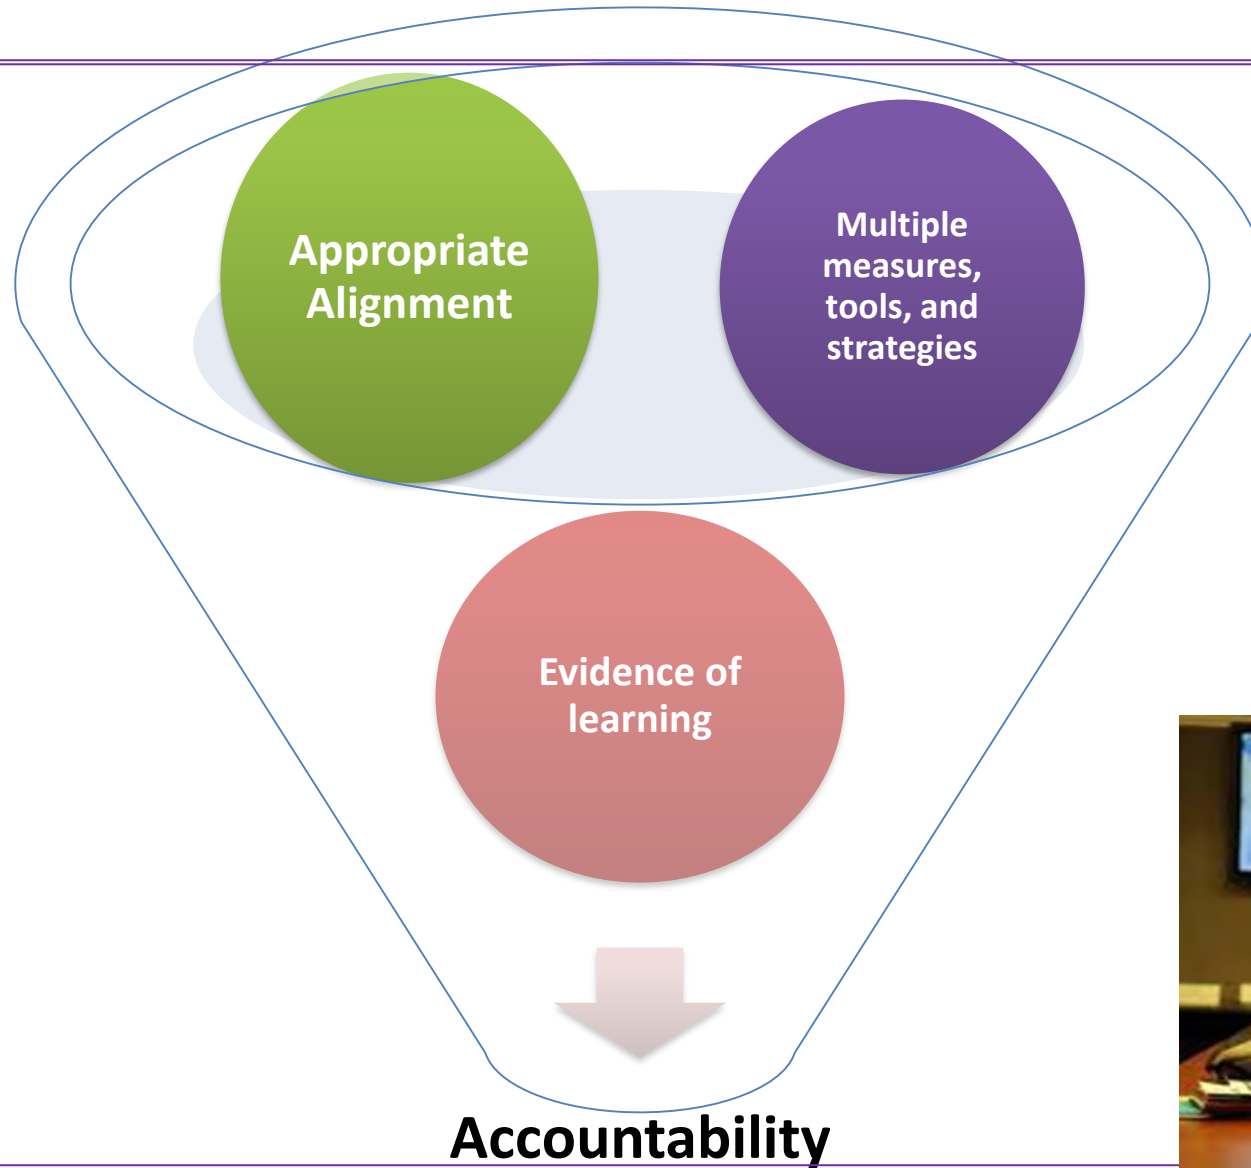 Appropriate
Alignment
Multiple
measures,
tools, and
strategies
Evidence of
learning
Accountability